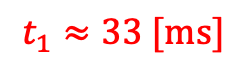 t₁ ≈ 33 [ms]